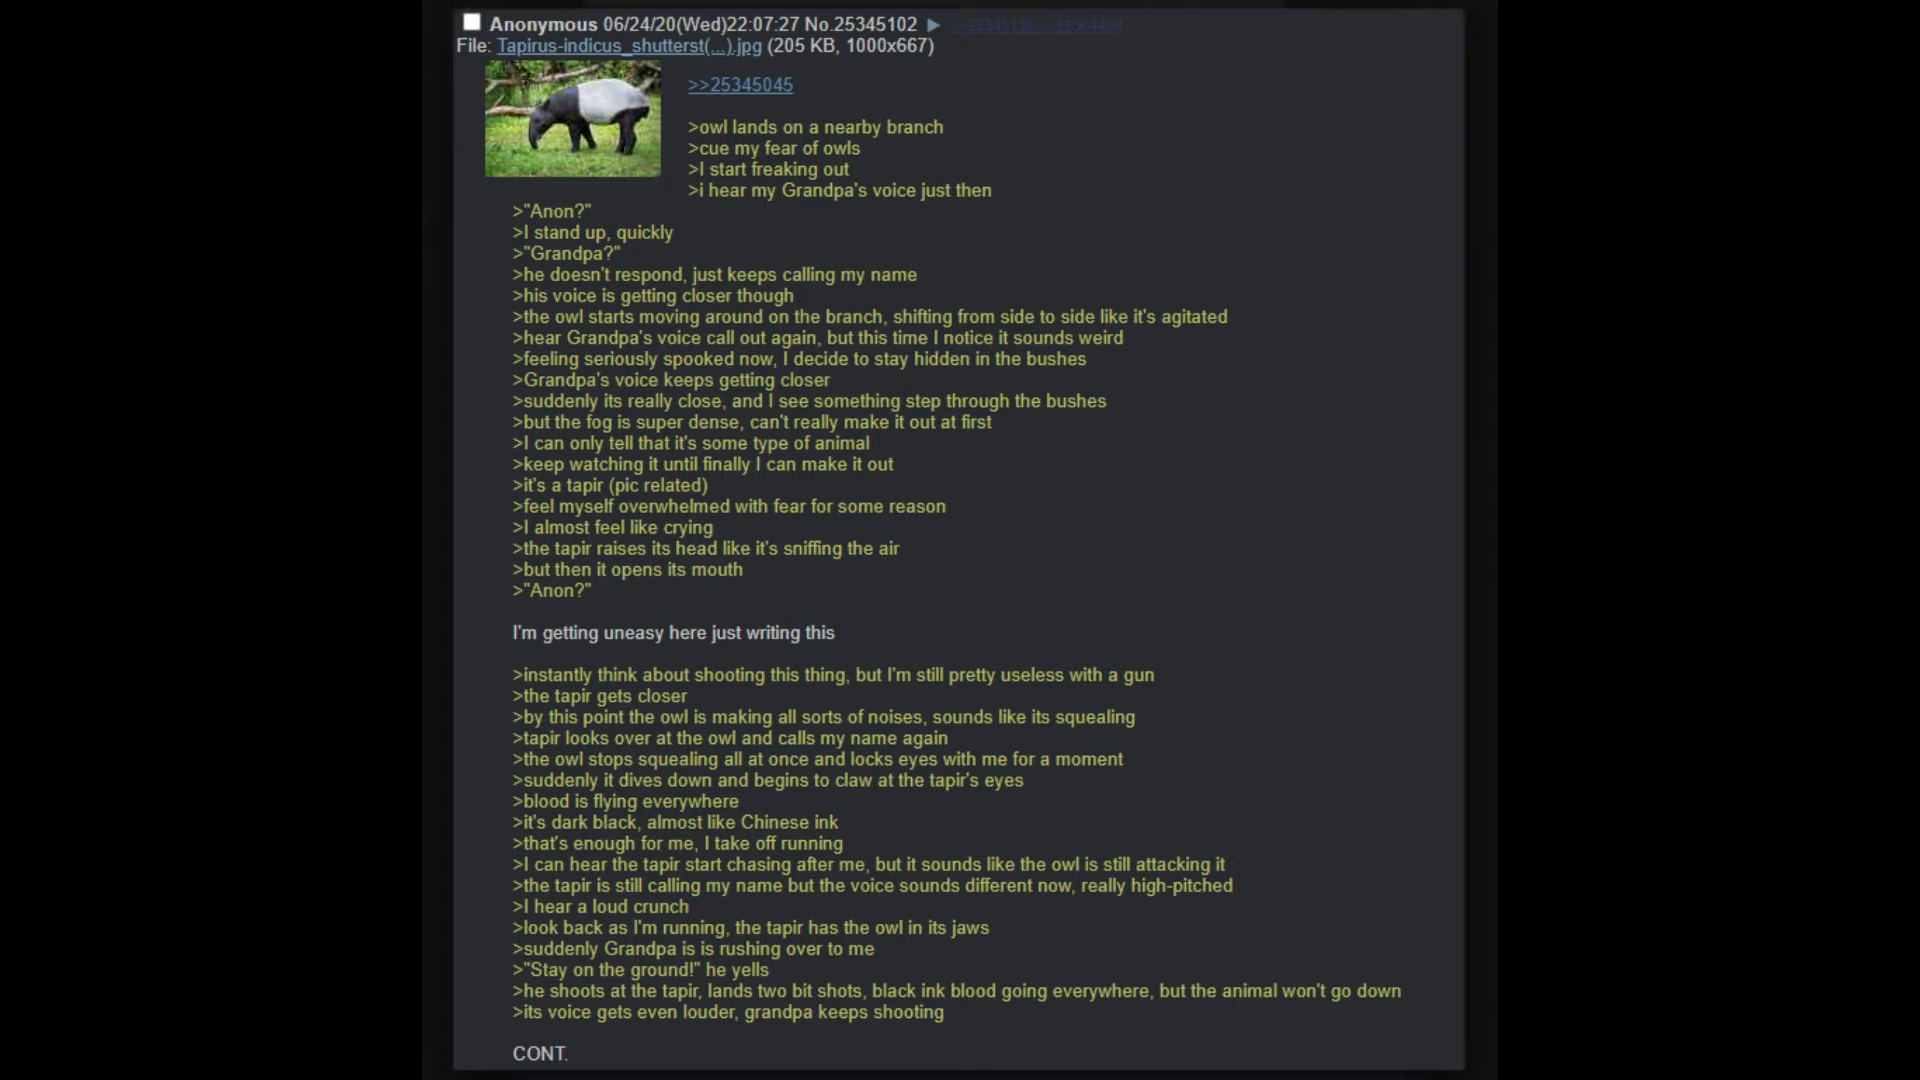 Anonymous 06/24/20(Wed)22:07:27 No.25345102 ▶
File: Tapirus-indicus_shutterst(...).jpg (205 KB, 1000x667)
>>25345045
>owl lands on a nearby branch
>cue my fear of owls
>I start freaking out
>i hear my Grandpa's voice just then
>"Anon?"
>I stand up, quickly
>"Grandpa?"
>he doesn't respond, just keeps calling my name
>his voice is getting closer though
>the owl starts moving around on the branch, shifting from side to side like it's agitated
>hear Grandpa's voice call out again, but this time I notice it sounds weird
>feeling seriously spooked now, I decide to stay hidden in the bushes
>Grandpa's voice keeps getting closer
>suddenly its really close, and I see something step through the bushes
>but the fog is super dense, can't really make it out at first
>I can only tell that it's some type of animal
>keep watching it until finally I can make it out
>it's a tapir (pic related)
>feel myself overwhelmed with fear for some reason
>I almost feel like crying
>the tapir raises its head like it's sniffing the air
>but then it opens its mouth
>"Anon?"
I'm getting uneasy here just writing this
>instantly think about shooting this thing, but I'm still pretty useless with a gun
>the tapir gets closer
>by this point the owl is making all sorts of noises, sounds like its squealing
>tapir looks over at the owl and calls my name again
>the owl stops squealing all at once and locks eyes with me for a moment
>suddenly it dives down and begins to claw at the tapir's eyes
>blood is flying everywhere
>it's dark black, almost like Chinese ink
>that's enough for me, I take off running
>I can hear the tapir start chasing after me, but it sounds like the owl is still attacking it
>the tapir is still calling my name but the voice sounds different now, really high-pitched
>I hear a loud crunch
>look back as I'm running, the tapir has the owl in its jaws
>suddenly Grandpa is is rushing over to me
>"Stay on the ground!" he yells
>he shoots at the tapir, lands two bit shots, black ink blood going everywhere, but the animal won't go down
>its voice gets even louder, grandpa keeps shooting
CONT.